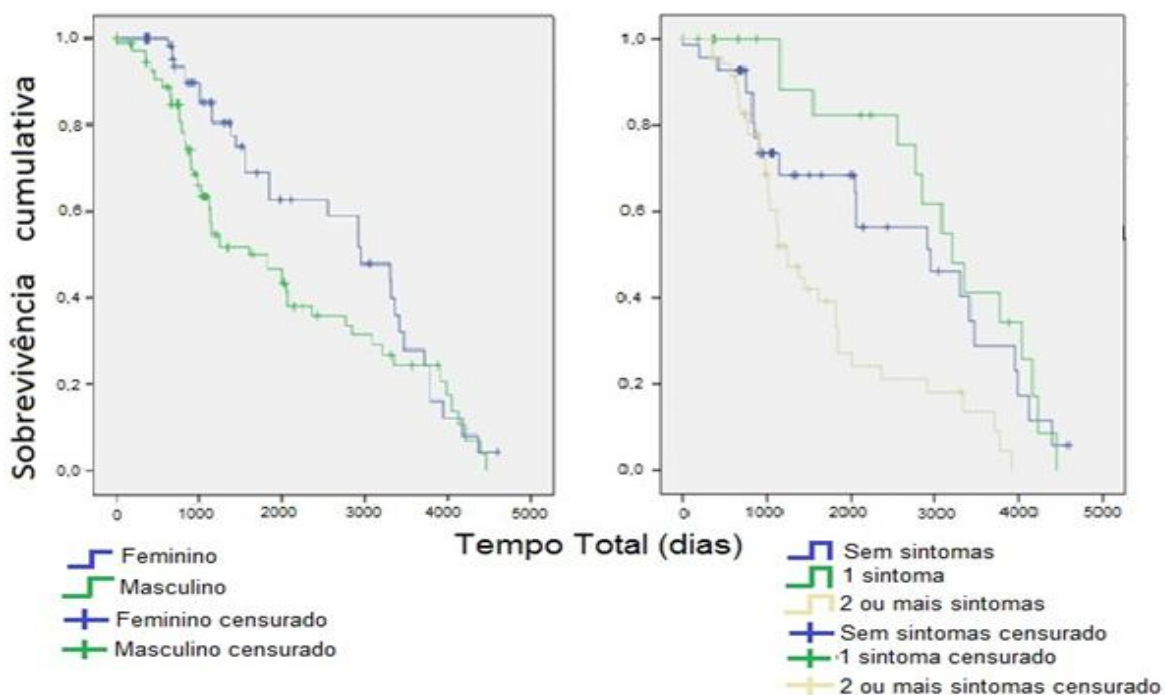 Sobrevivência cumulativa
1,0
0,8
0,6
0,4
0,2
0,0
0
1000
2000
3000
4000
5000
1,0
0,8
0,6
0,4
0,2
0,0
0
1000
2000
3000
4000
5000
Tempo Total (dias)
Feminino
Masculino
Feminino censurado
Masculino censurado
Sem sintomas
1 sintoma
2 ou mais sintomas
Sem sintomas censurado
1 sintoma censurado
2 ou mais sintomas censurado